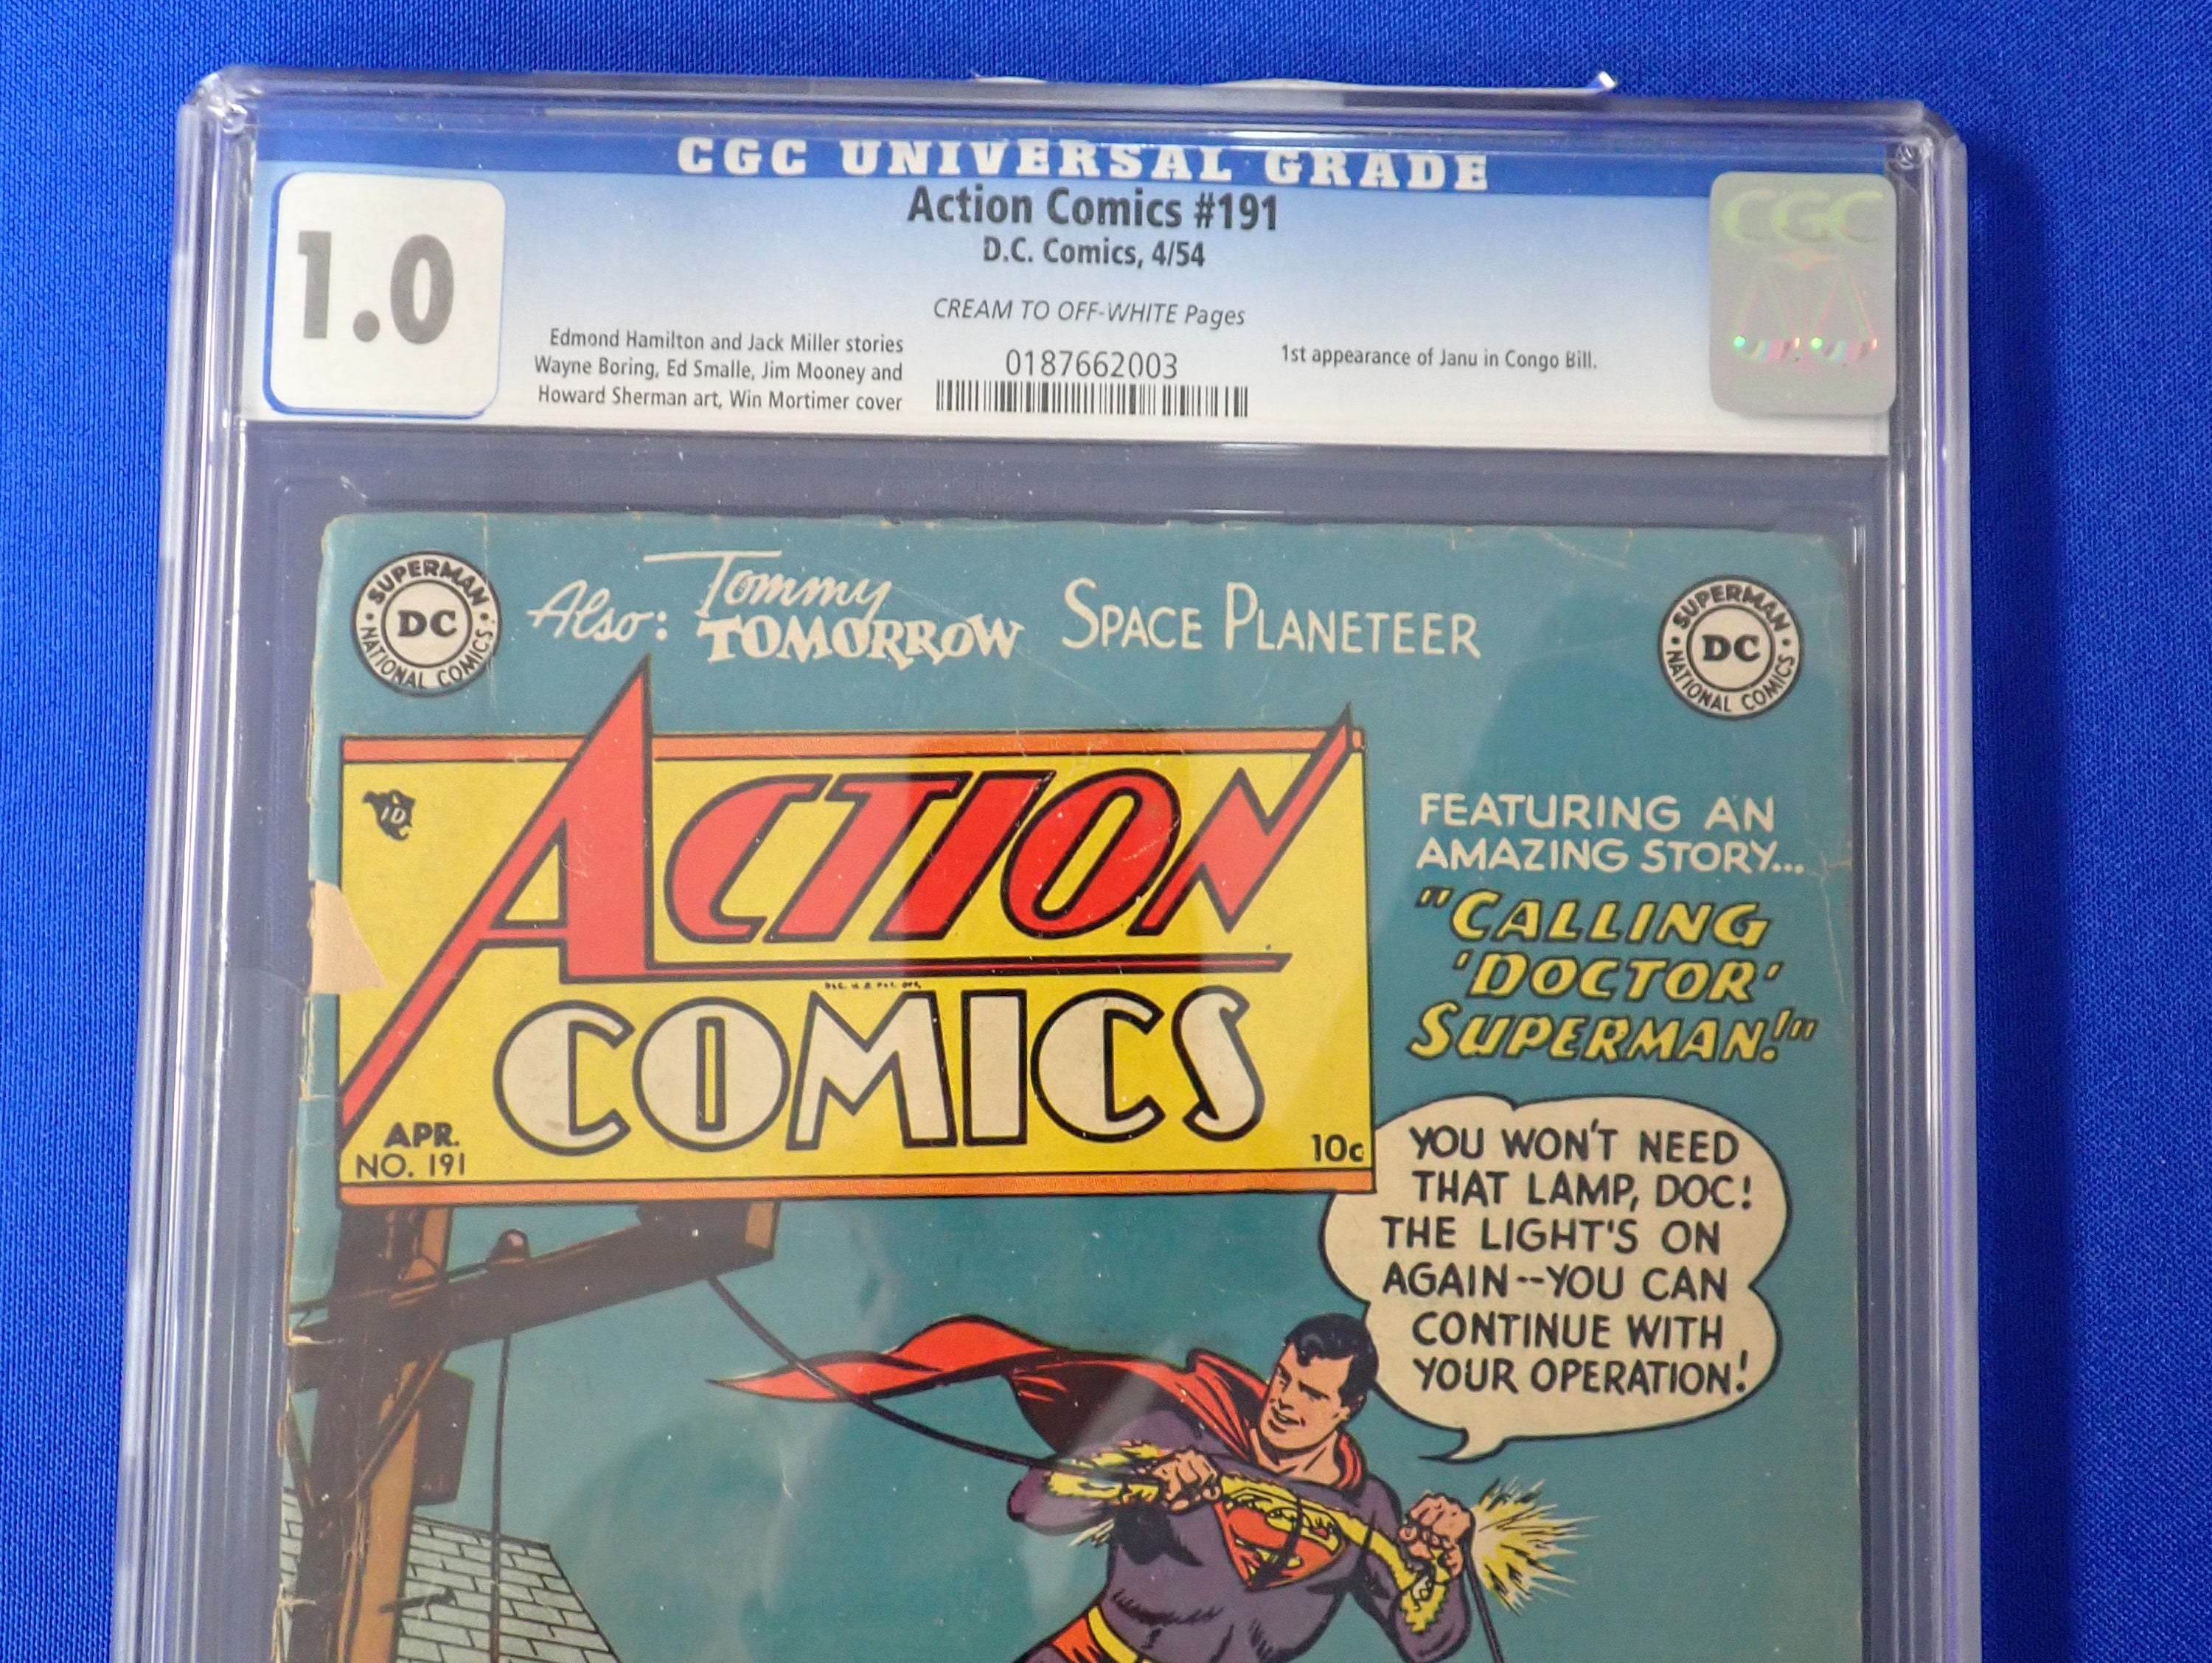 CGC UNIVERSAL GRADE
1.0
Action Comics #191
D.C. Comics, 4/54
CREAM TO OFF-WHITE Pages
Edmond Hamilton and Jack Miller stories
Wayne Boring, Ed Smalle, Jim Mooney and
Howard Sherman art, Win Mortimer cover
0187662003
1st appearance of Janu in Congo Bill.
CGC
SUPERMAN
DC
NATIONAL COMICS
Also: Tommy
TOMORROW
SPACE PLANETEER
SUPERMAN
DC
NATIONAL COMICS
ACTION
COMICS
APR.
NO. 191
10c
FEATURING AN
AMAZING STORY...
"CALLING
'DOCTOR'
SUPERMAN!"
YOU WON'T NEED
THAT LAMP, DOC!
THE LIGHT'S ON
AGAIN--YOU CAN
CONTINUE WITH
YOUR OPERATION!